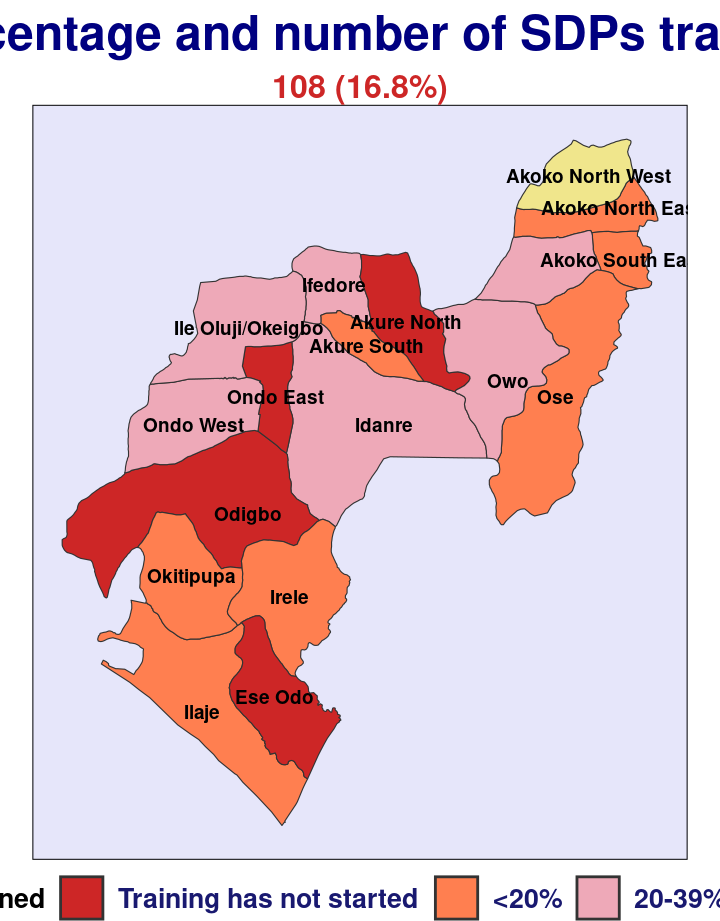 centage and number of SDPs tra
108 (16.8%)
Akoko North West
Akoko North Eas
Akoko South Ea
Ifedore
Akure North
Ile Oluji/Okeigbo
Akure South
Owo
Ondo East
Ose
Ondo West
Idanre
Odigbo
Okitipupa
Irele
Ese Odo
Ilaje
ned Training has not started <20% 20-39%